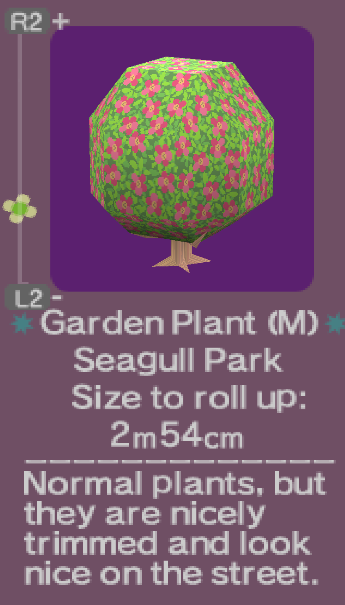 R2 +
L2 -
Garden Plant (M)
Seagull Park
Size to roll up:
2m54cm
Normal plants, but
they are nicely
trimmed and look
nice on the street.